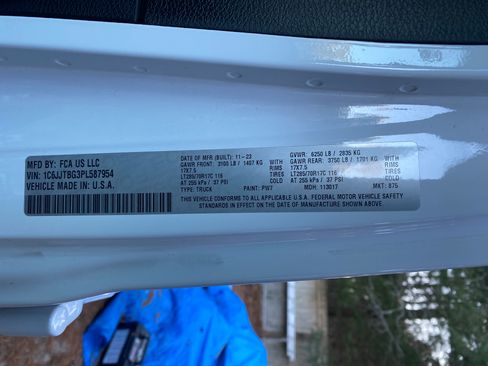 MFD BY: FCA US LLC
VIN: 1C6JJTBG3PL587954
VEHICLE MADE IN U.S.A.
DATE OF MFR (BUILT): 11-23
GAWR FRONT: 3100 LB / 1407 KG
17X7.5 WITH RIMS
LT285/70R17C 116 TIRES
AT 255 kPa / 37 PSI COLD
TYPE: TRUCK
PAINT: PW7
GVWR: 6250 LB / 2835 KG
GAWR REAR: 3750 LB / 1701 KG
17X7.5 WITH RIMS
LT285/70R17C 116 TIRES
AT 255 kPa / 37 PSI COLD
MDH: 113017
MKT: 875
THIS VEHICLE CONFORMS TO ALL APPLICABLE U.S.A. FEDERAL MOTOR VEHICLE SAFETY
STANDARDS IN EFFECT ON THE DATE OF MANUFACTURE SHOWN ABOVE.